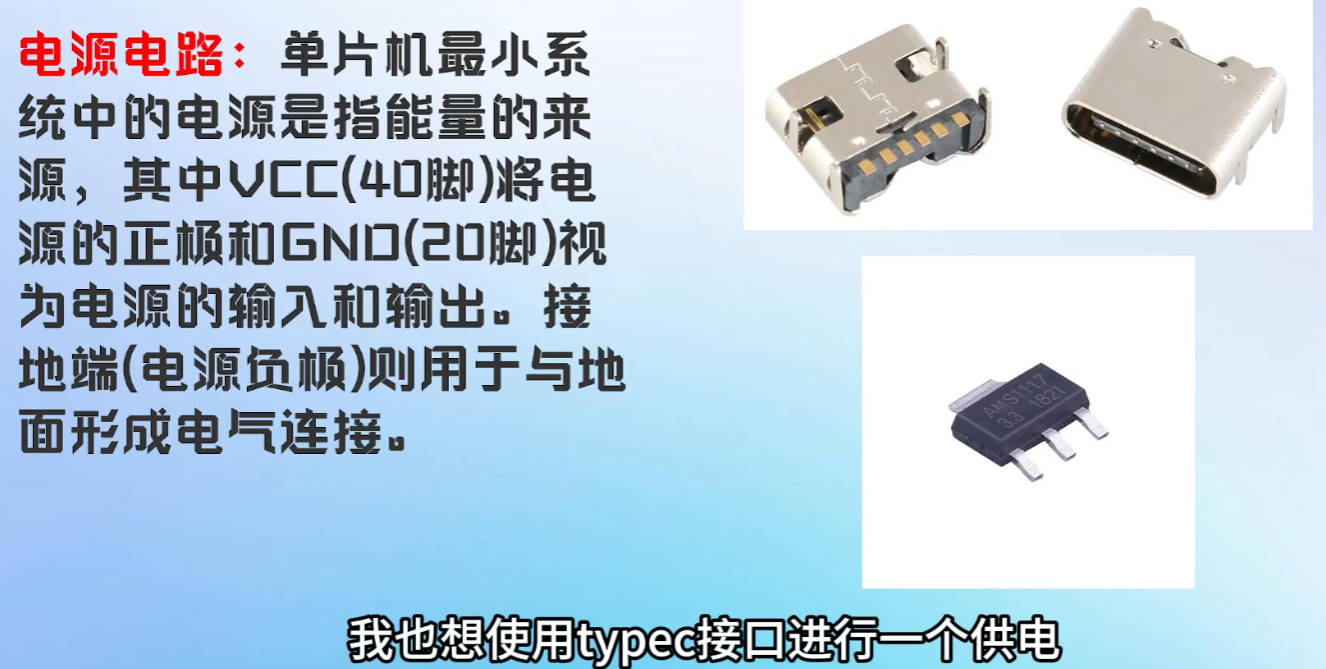 电源电路：单片机最小系
统中的电源是指能量的来
源，其中VCC(40脚)将电
源的正极和GND(20脚)视
为电源的输入和输出。接
地端(电源负极)则用于与地
面形成电气连接。
AMS1117
3.3 1821
我也想使用typec接口进行一个供电